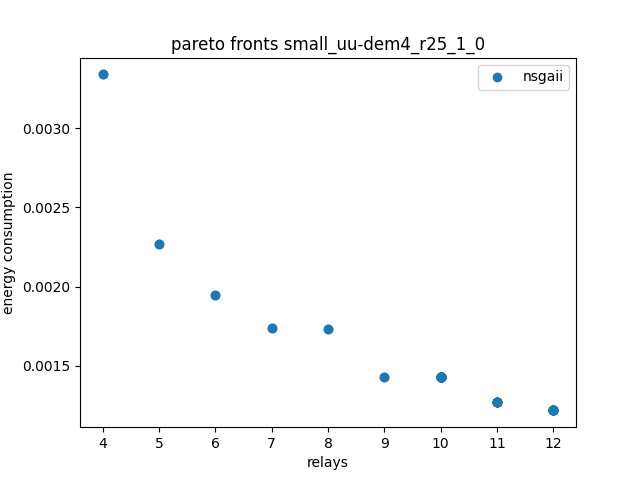 pareto fronts small_uu-dem4_r25_1_0
nsgaii
0.0030
0.0025
0.0020
0.0015
energy consumption
4 5 6 7 8 9 10 11 12
relays